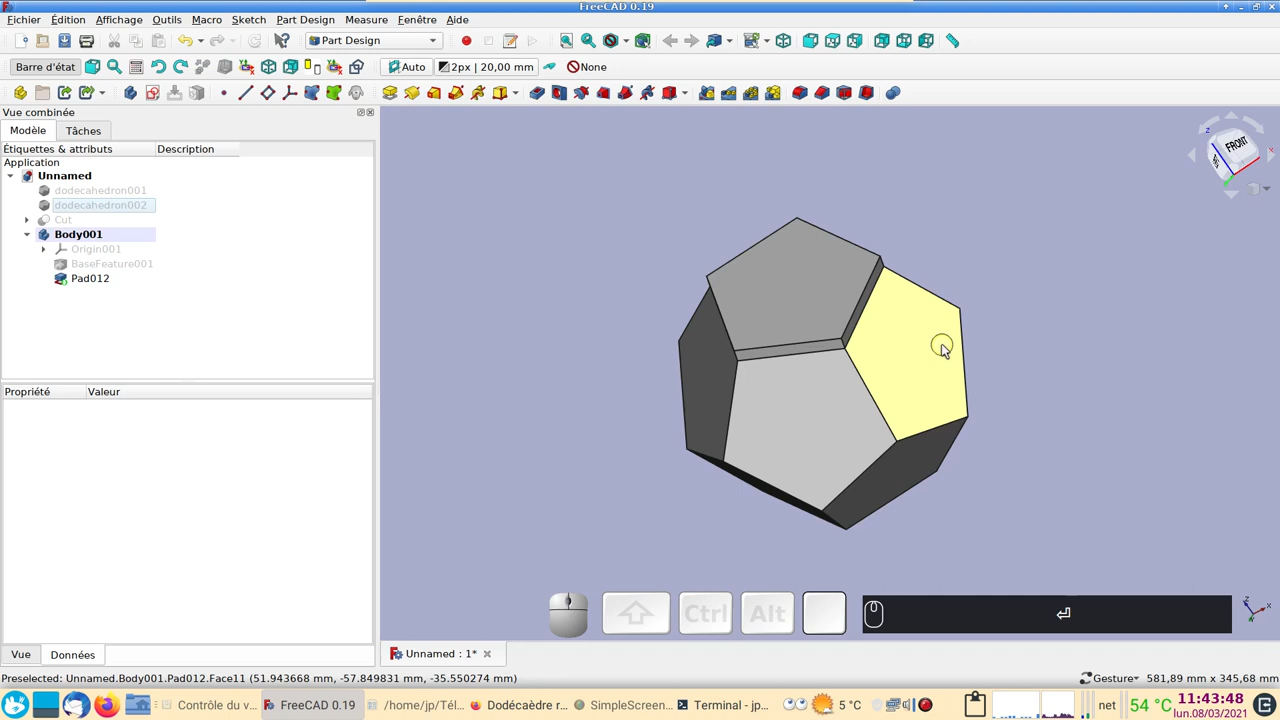 FreeCAD 0.19
Fichier Édition Affichage Outils Macro Sketch Part Design Measure Fenêtre Aide
Part Design
Barre d'état Auto 2px | 20,00 mm None
Vue combinée
Modèle Tâches
Étiquettes & attributs Description
Application
Unnamed
dodecahedron001
dodecahedron002
Cut
Body001
Origin001
BaseFeature001
Pad012
Propriété Valeur
FRONT
Ctrl Alt
Vue Données
Unnamed : 1*
Preselected: Unnamed.Body001.Pad012.Face11 (51.943668 mm, -57.849831 mm, -35.550274 mm)
Gesture 581,89 mm x 345,68 mm
Contrôle du v... FreeCAD 0.19 /home/jp/Tél... Dodécaèdre r... SimpleScreen... Terminal - jp... 5 °C net 54 °C 11:43:48
lun.08/03/2021